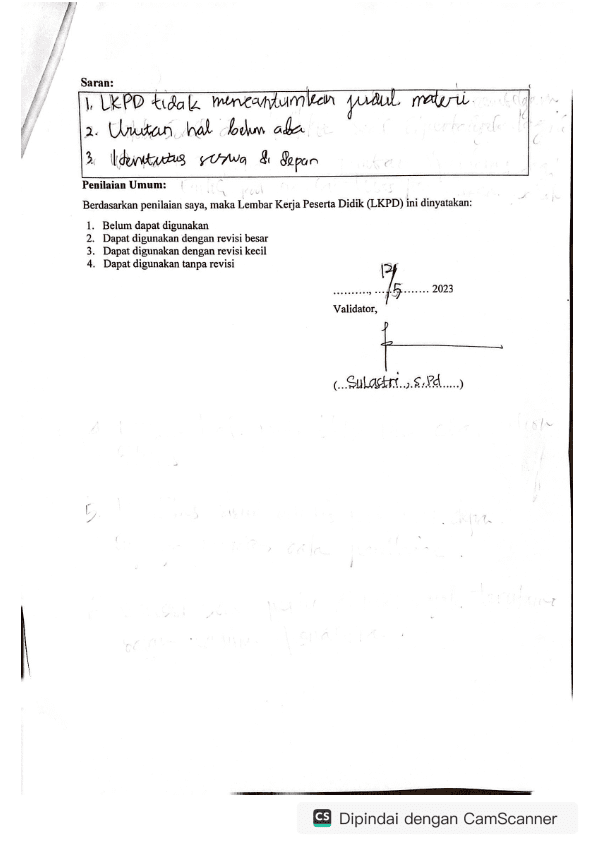 Saran:
1. LKPD tidak mencantumkan judul materi
2. Urutan hal belum ada
3. Identitas siswa di depan
Penilaian Umum:
Berdasarkan penilaian saya, maka Lembar Kerja Peserta Didik (LKPD) ini dinyatakan:
1. Belum dapat digunakan
2. Dapat digunakan dengan revisi besar
3. Dapat digunakan dengan revisi kecil
4. Dapat digunakan tanpa revisi
.........., .../5........ 2023
Validator,
(...Sulastri..,.S.Pd.....)
CS Dipindai dengan CamScanner